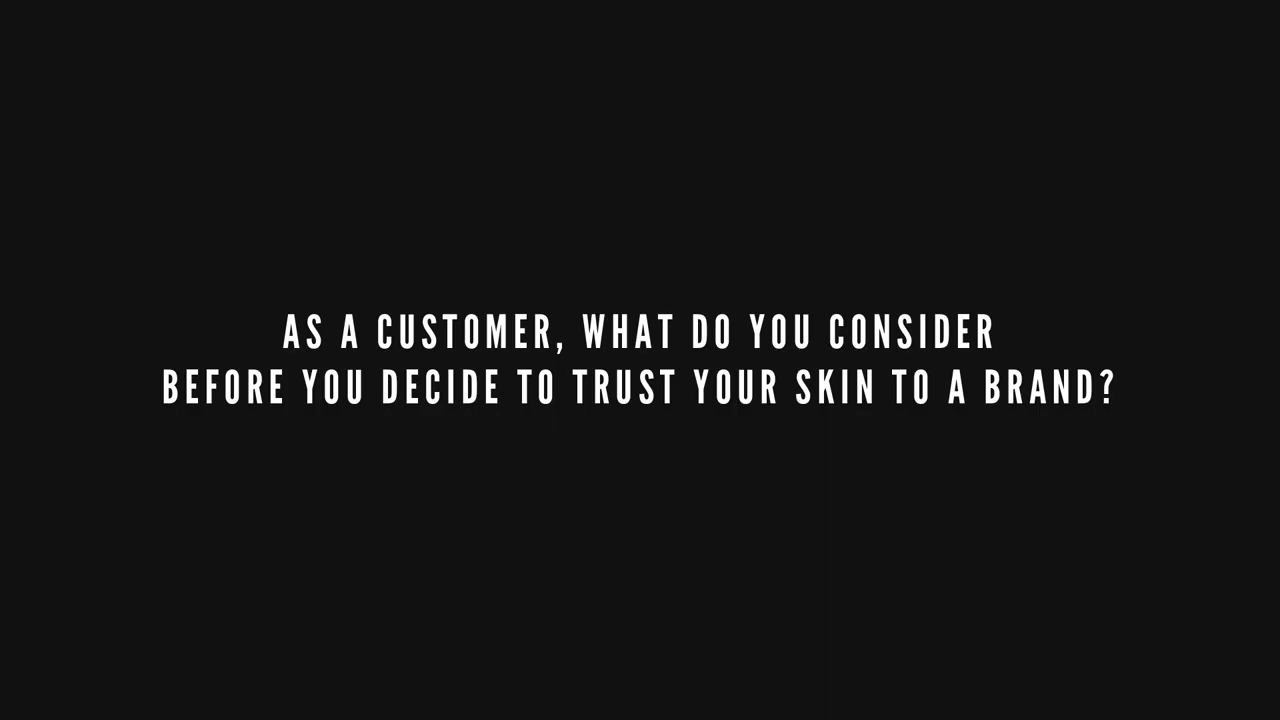 AS A CUSTOMER, WHAT DO YOU CONSIDER
BEFORE YOU DECIDE TO TRUST YOUR SKIN TO A BRAND?